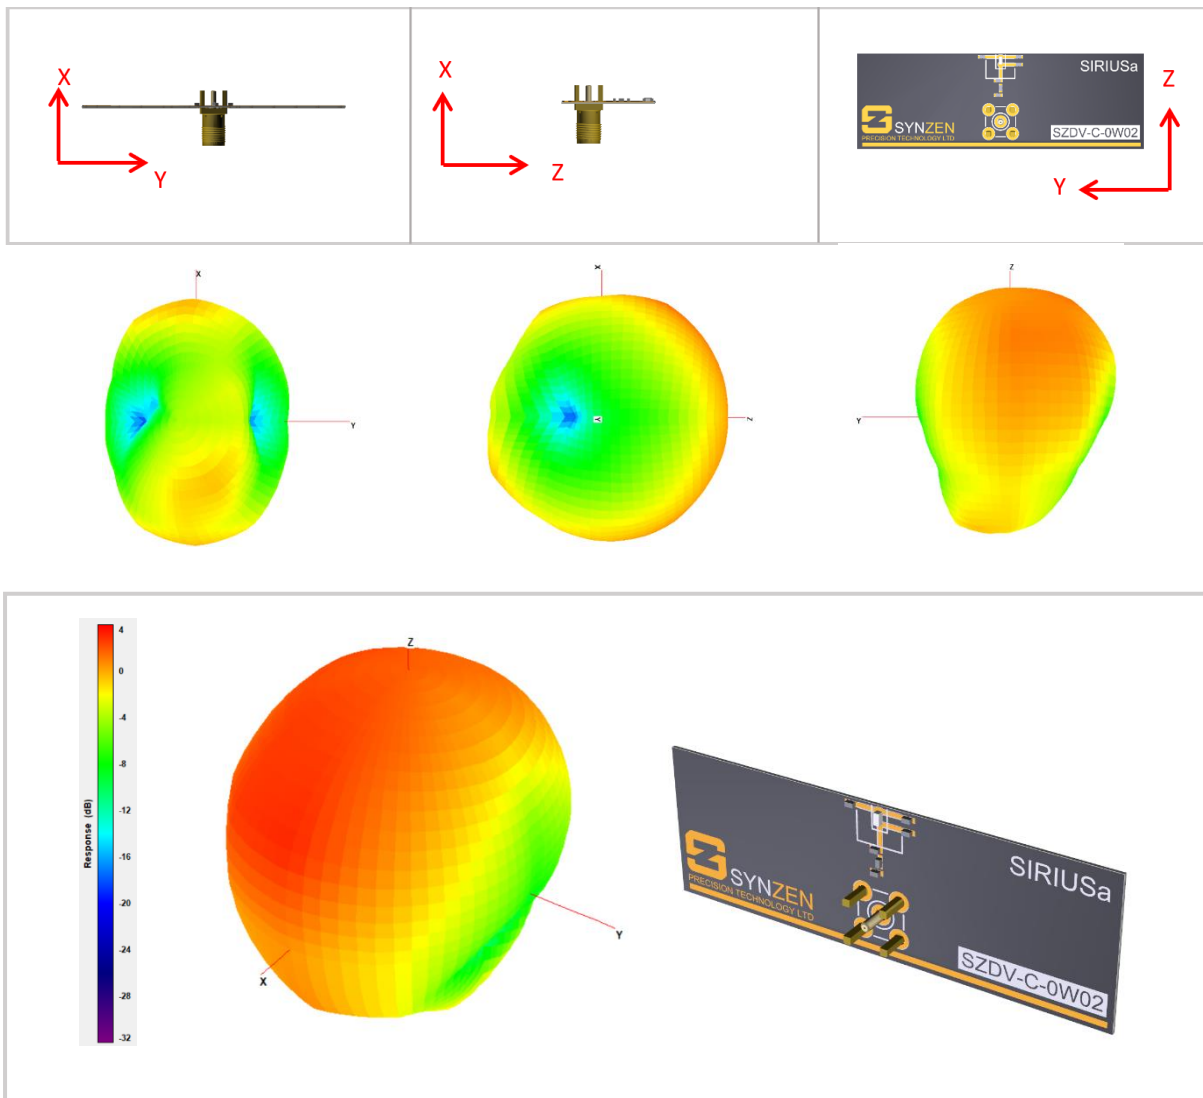 X
Y
X
Z
SIRIUSa
SYNZEN
PRECISION TECHNOLOGY LTD
SZDV-C-0W02
Z
Y
X
Y
X
Y
Z
Z
Y
4
0
-4
-8
-12
-16
-20
-24
-28
-32
Response (dB)
Z
Y
X
SIRIUSa
SYNZEN
PRECISION TECHNOLOGY LTD
SZDV-C-0W02